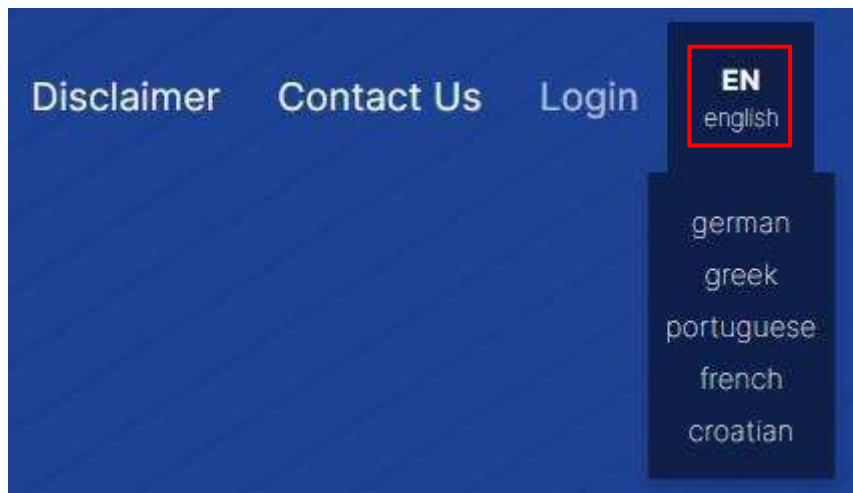 Disclaimer Contact Us Login EN
english
german
greek
portuguese
french
croatian